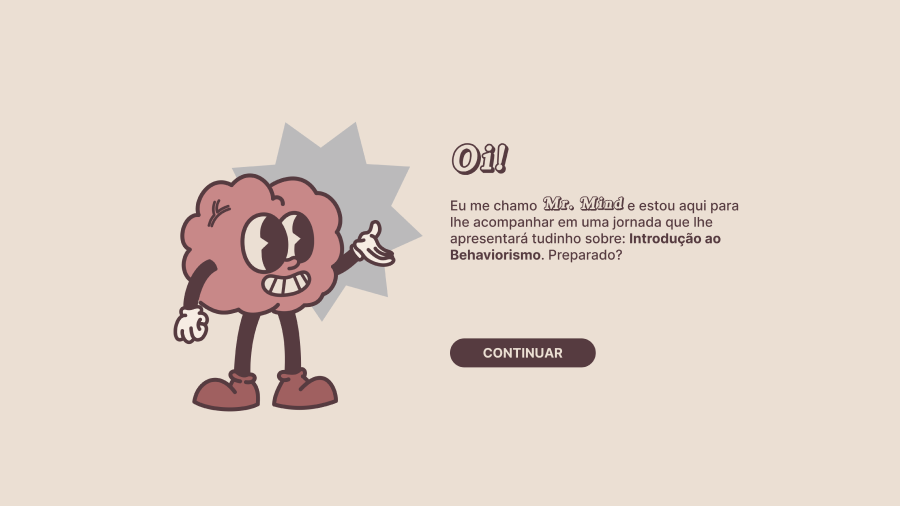 Oi!
Eu me chamo Mr. Mind e estou aqui para
lhe acompanhar em uma jornada que lhe
apresentará tudinho sobre: Introdução ao
Behaviorismo. Preparado?
CONTINUAR